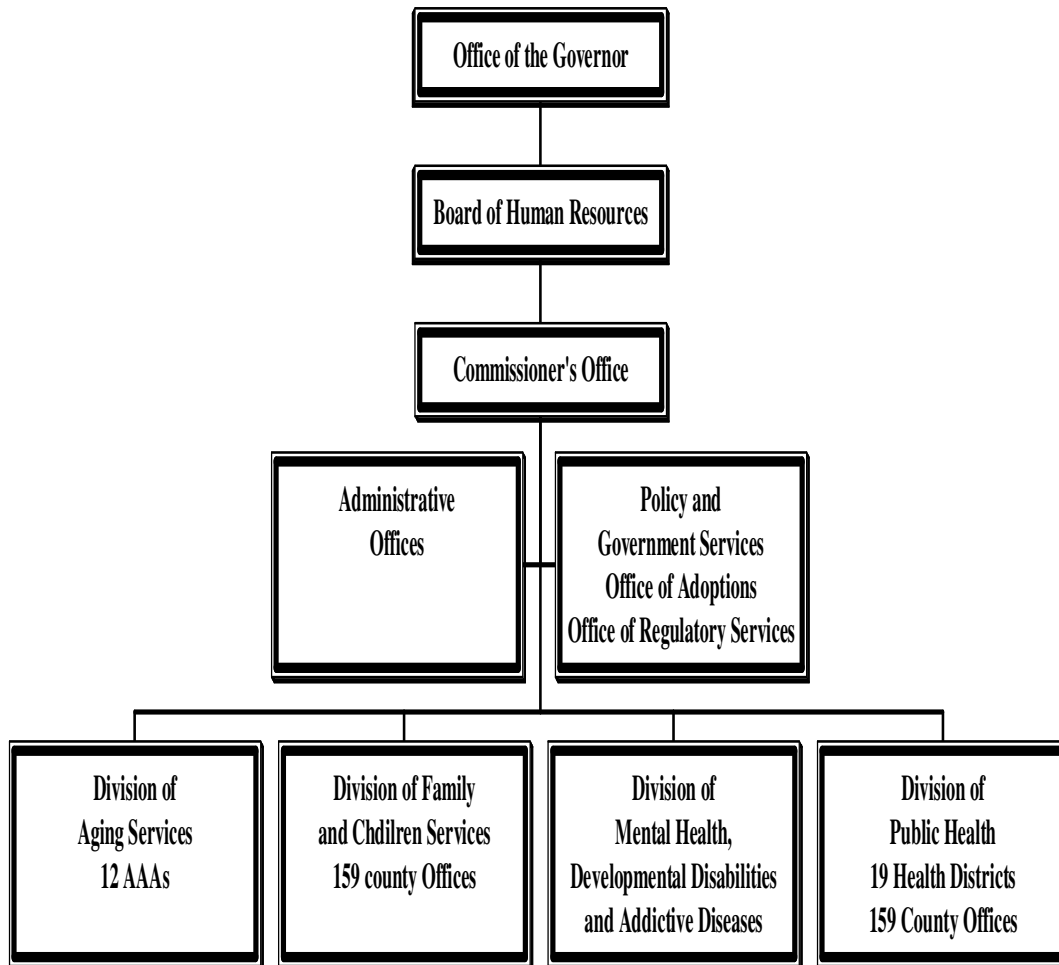 Office of the Governor
Board of Human Resources
Commissioner's Office
Administrative
Offices
Policy and
Government Services
Office of Adoptions
Office of Regulatory Services
Division of
Aging Services
12 AAAs
Division of Family
and Chdilren Services
159 county Offices
Division of
Mental Health,
Developmental Disabilities
and Addictive Diseases
Division of
Public Health
19 Health Districts
159 County Offices